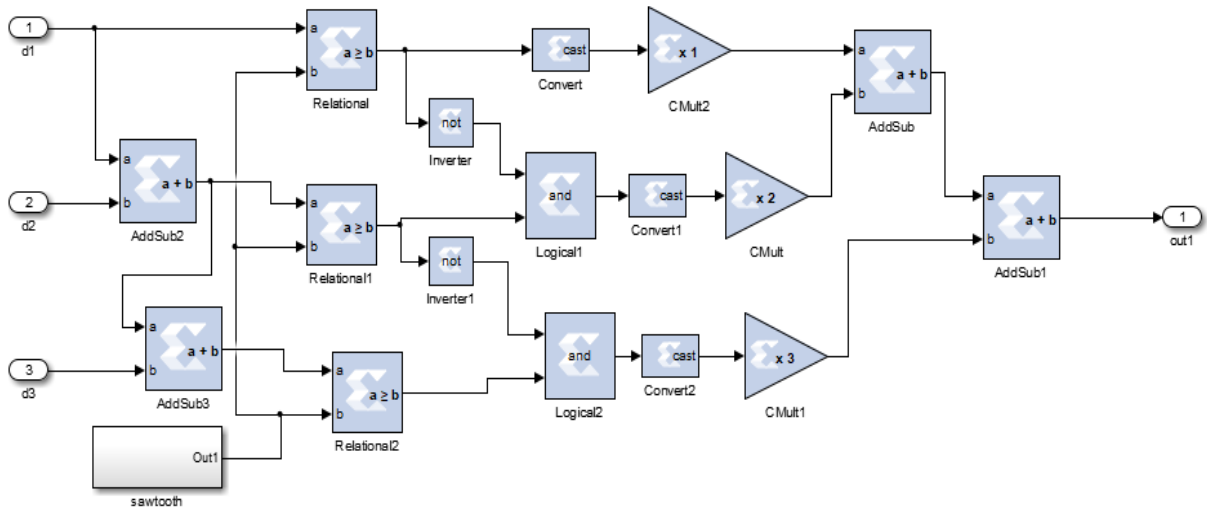 1
d1
a
b
a ≥ b
Relational
cast
Convert
x 1
CMult2
a
b
a + b
AddSub
not
Inverter
a
b
a + b
AddSub2
2
d2
a
b
a ≥ b
Relational1
and
Logical1
cast
Convert1
x 2
CMult
a
b
a + b
AddSub1
1
out1
not
Inverter1
a
b
a + b
AddSub3
3
d3
a
b
a ≥ b
Relational2
and
Logical2
cast
Convert2
x 3
CMult1
Out1
sawtooth